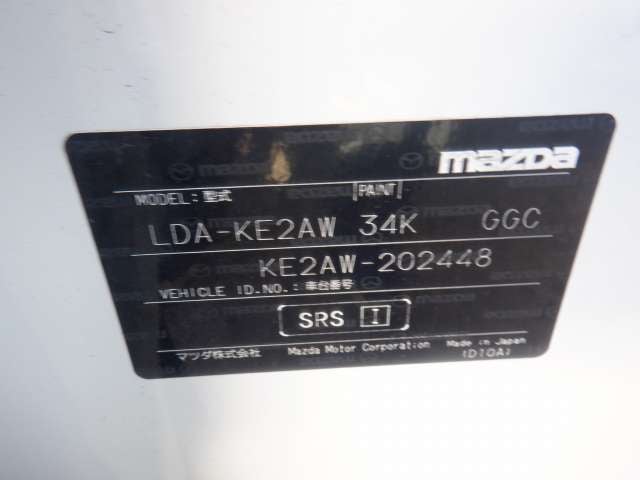 mazda
MODEL:型式 |PAINT|
LDA-KE2AW 34K GGC
KE2AW-202448
VEHICLE ID.NO.:車台番号
SRS I
マツダ株式会社 Mazda Motor Corporation Made in Japan
(D10A)